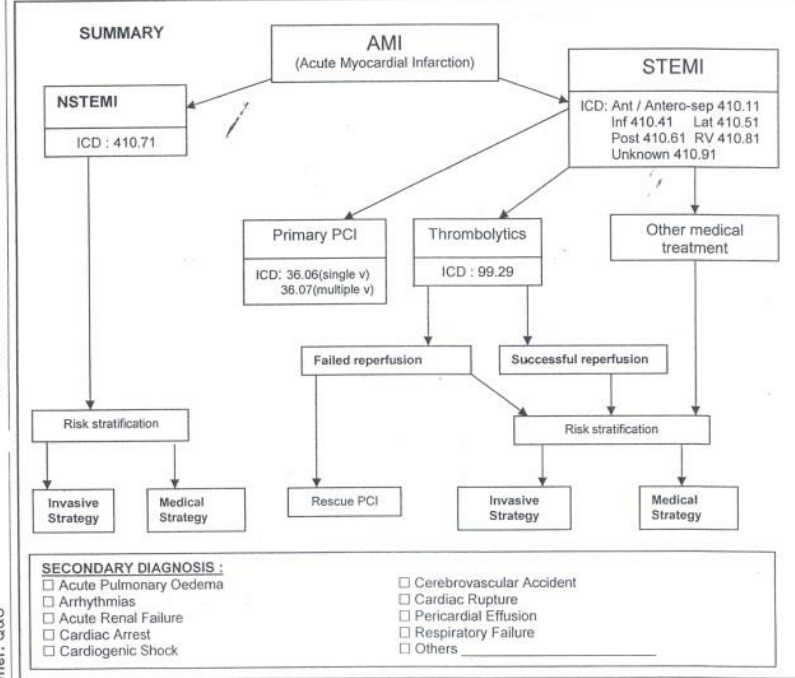 SUMMARY
AMI
(Acute Myocardial Infarction)
NSTEMI
ICD : 410.71
STEMI
ICD: Ant / Antero-sep 410.11
Inf 410.41 Lat 410.51
Post 410.61 RV 410.81
Unknown 410.91
Primary PCI
ICD: 36.06(single v)
36.07(multiple v)
Thrombolytics
ICD : 99.29
Other medical
treatment
Failed reperfusion
Successful reperfusion
Risk stratification
Risk stratification
Invasive
Strategy
Medical
Strategy
Rescue PCI
Invasive
Strategy
Medical
Strategy
SECONDARY DIAGNOSIS :
☐ Acute Pulmonary Oedema
☐ Arrhythmias
☐ Acute Renal Failure
☐ Cardiac Arrest
☐ Cardiogenic Shock
☐ Cerebrovascular Accident
☐ Cardiac Rupture
☐ Pericardial Effusion
☐ Respiratory Failure
☐ Others ____________________